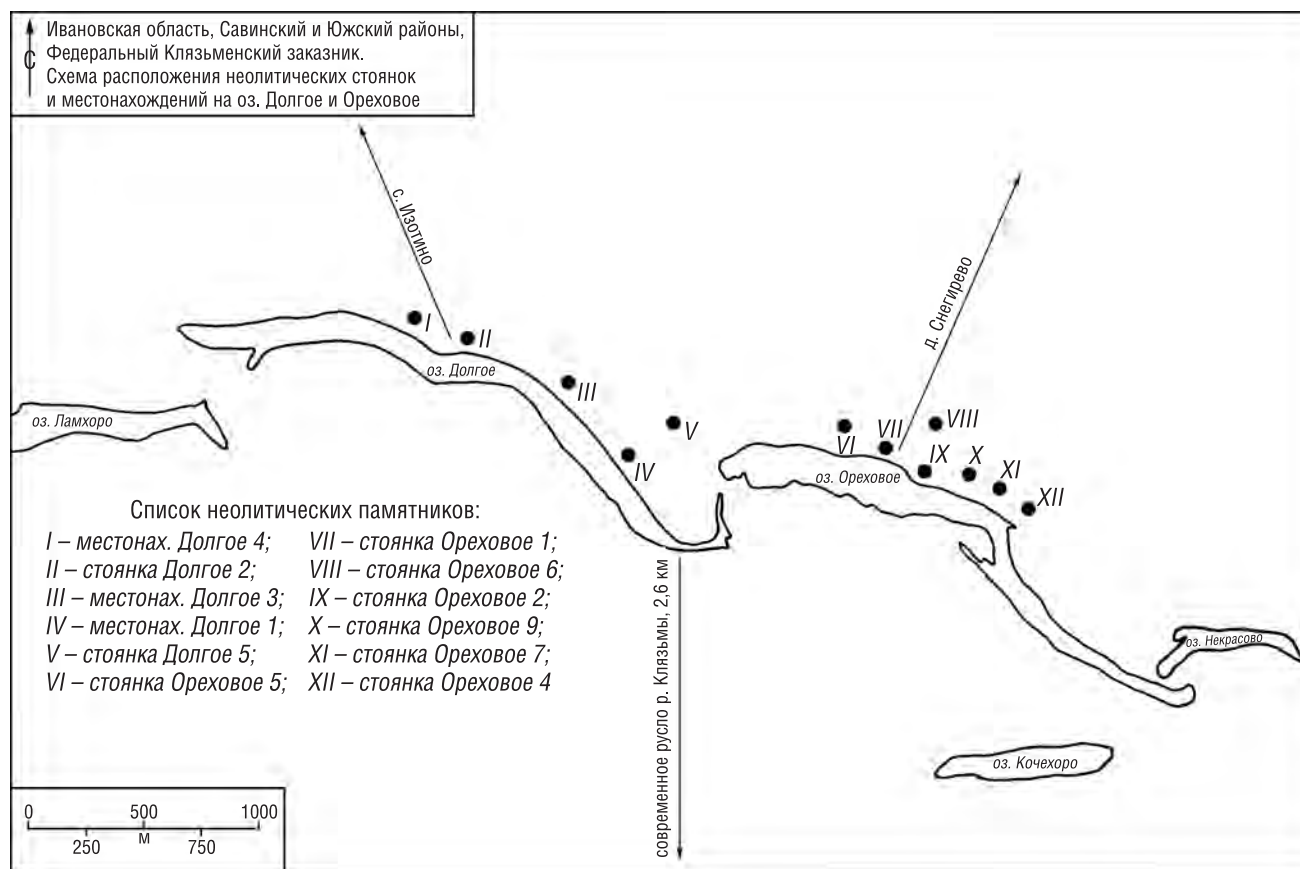 С
Ивановская область, Савинский и Южский районы,
Федеральный Клязьменский заказник.
Схема расположения неолитических стоянок
и местонахождений на оз. Долгое и Ореховое
с. Изотино
д. Снегирево
I
II
III
IV
V
VI
VII
VIII
IX
X
XI
XII
оз. Долгое
оз. Ламхоро
оз. Ореховое
оз. Некрасово
оз. Кочехоро
современное русло р. Клязьмы, 2,6 км
Список неолитических памятников:
I – местонах. Долгое 4;
II – стоянка Долгое 2;
III – местонах. Долгое 3;
IV – местонах. Долгое 1;
V – стоянка Долгое 5;
VI – стоянка Ореховое 5;
VII – стоянка Ореховое 1;
VIII – стоянка Ореховое 6;
IX – стоянка Ореховое 2;
X – стоянка Ореховое 9;
XI – стоянка Ореховое 7;
XII – стоянка Ореховое 4
0 500 1000
250 м 750